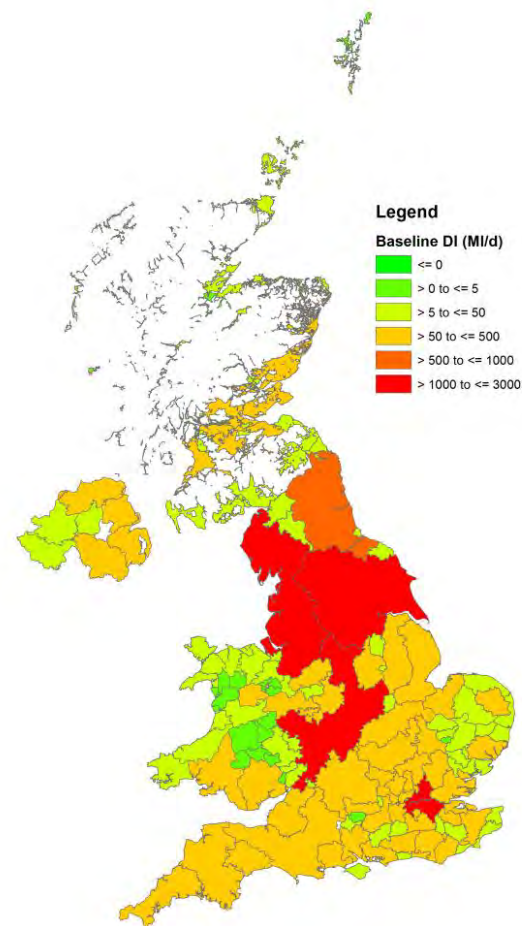 Legend
Baseline DI (Ml/d)
<= 0
> 0 to <= 5
> 5 to <= 50
> 50 to <= 500
> 500 to <= 1000
> 1000 to <= 3000